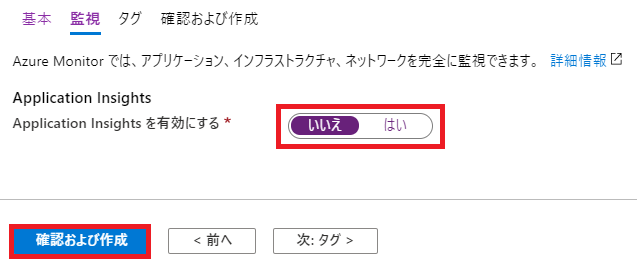 基本 監視 タグ 確認および作成
Azure Monitor では、アプリケーション、インフラストラクチャ、ネットワークを完全に監視できます。 詳細情報
Application Insights
Application Insights を有効にする * いいえ はい
確認および作成 < 前へ 次: タグ >